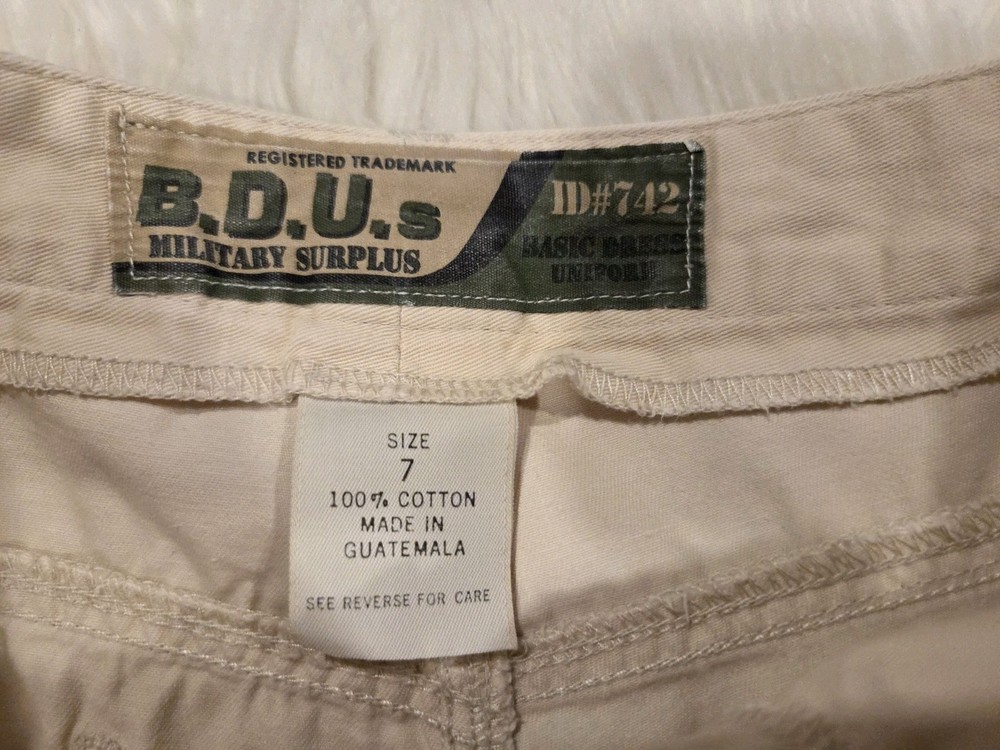 REGISTERED TRADEMARK
B.D.U.s
MILITARY SURPLUS
ID#742
BASIC DRESS
UNIFORM
SIZE
7
100% COTTON
MADE IN
GUATEMALA
SEE REVERSE FOR CARE